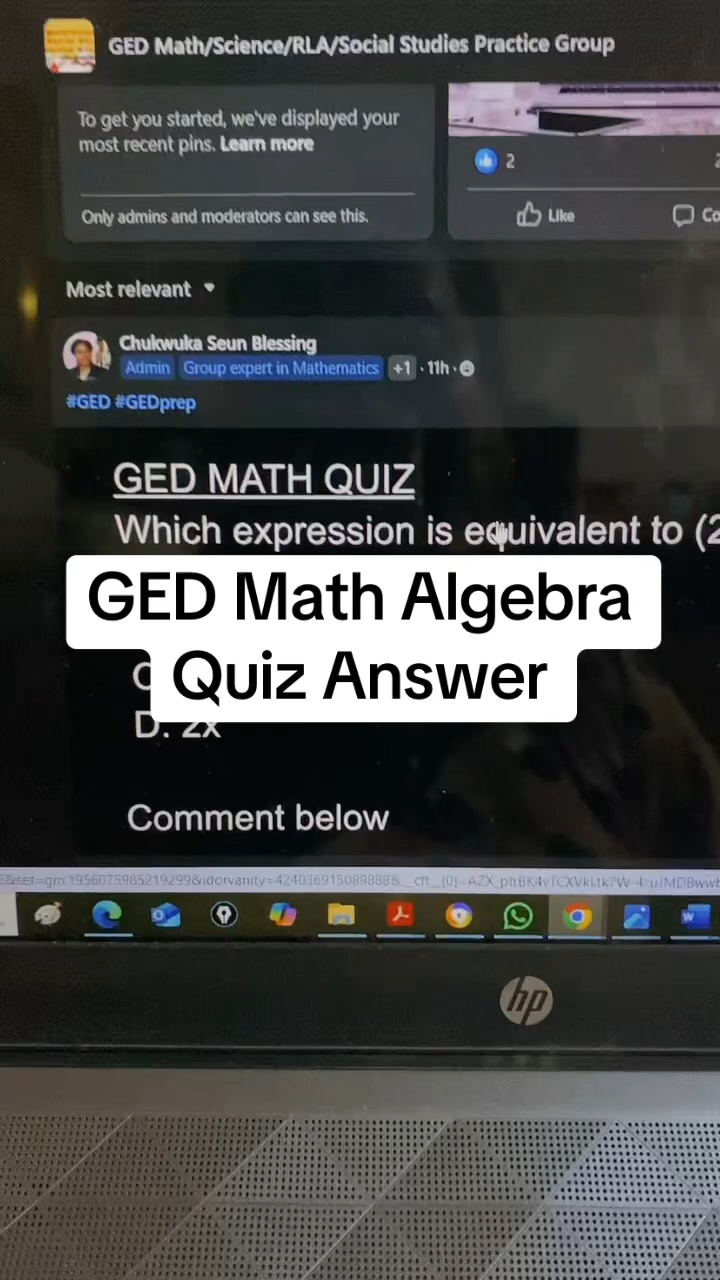 GED Math/Science/RLA/Social Studies Practice Group
To get you started, we've displayed your
most recent pins. Learn more
Only admins and moderators can see this.
2
Like
Co
Most relevant
Chukwuka Seun Blessing
Admin Group expert in Mathematics +1 · 11h ·
#GED #GEDprep
GED MATH QUIZ
Which expression is equivalent to (2
GED Math Algebra
Quiz Answer
C
D. 2x
Comment below
hp